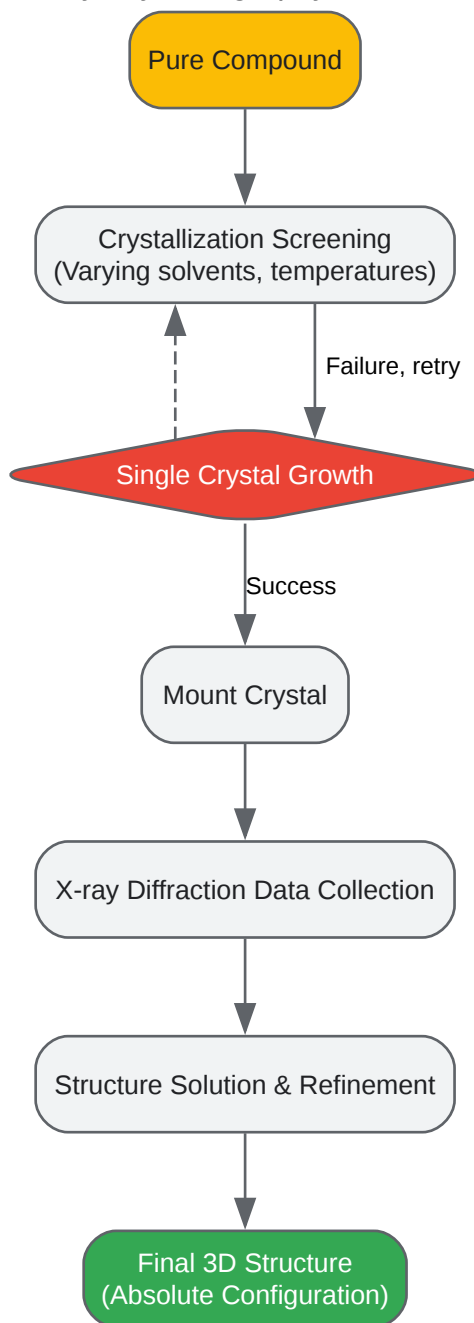 Pure Compound
Crystallization Screening
(Varying solvents, temperatures)
Failure, retry
Single Crystal Growth
Success
Mount Crystal
X-ray Diffraction Data Collection
Structure Solution & Refinement
Final 3D Structure
(Absolute Configuration)